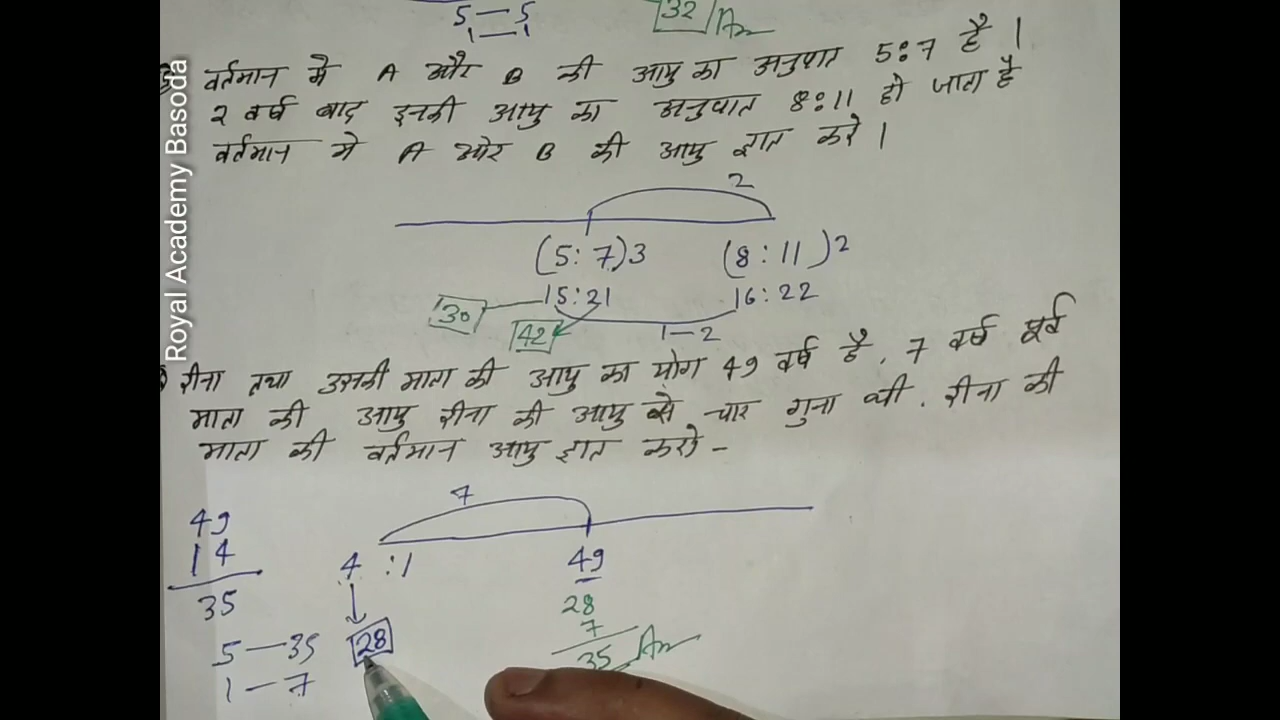 5 — 5
1 — 1
32 Ans
वर्तमान मे A और B की आयु का अनुपात 5:7 है ।
2 वर्ष बाद इनकी आयु का अनुपात 8:11 हो जाता है
वर्तमान मे A और B की आयु ज्ञात करे ।
2
(5 : 7)3 (8 : 11)2
15 : 21 16 : 22
30
42
1 — 2
रीना तथा उसकी माता की आयु का योग 49 वर्ष है . 7 वर्ष पूर्व
माता की आयु रीना की आयु से चार गुना थी . रीना की
माता की वर्तमान आयु ज्ञात करो -
7
49
14
35
5 — 35
1 — 7
4 : 1
28
49
28
7
35 Ans
Royal Academy Basoda